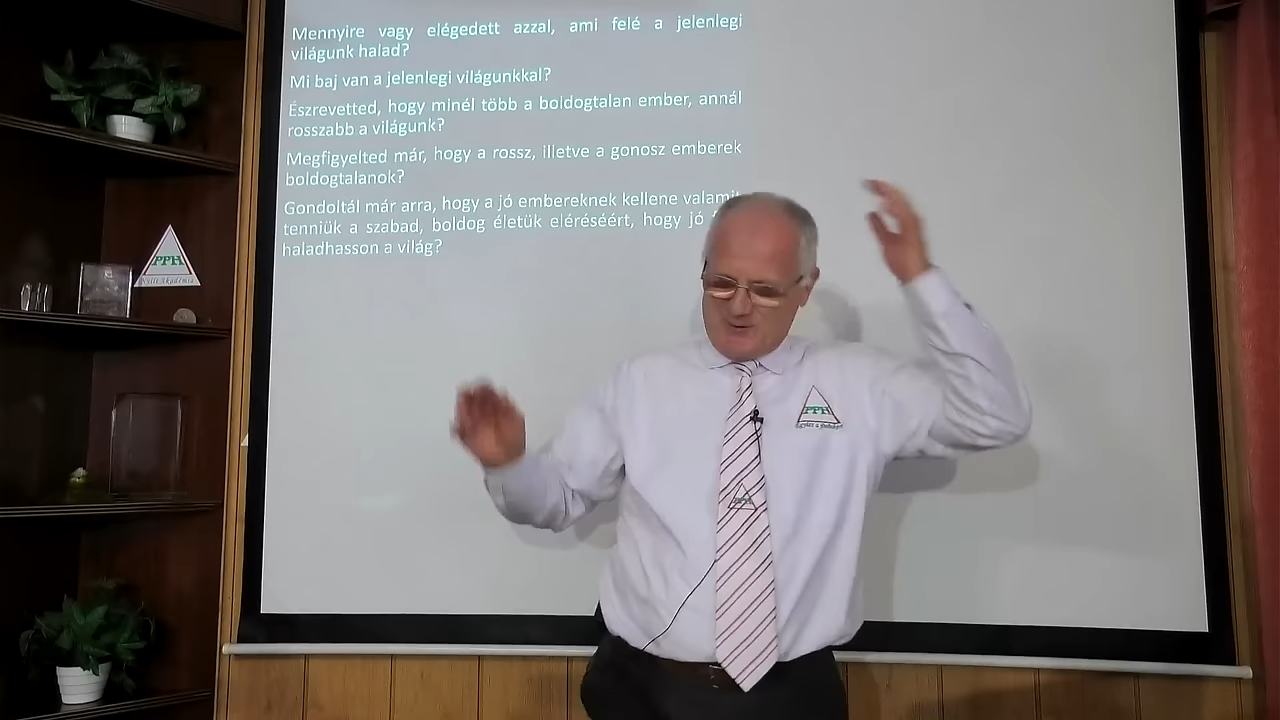 Mennyire vagy elégedett azzal, ami felé a jelenlegi
világunk halad?
Mi baj van a jelenlegi világunkkal?
Észrevetted, hogy minél több a boldogtalan ember, annál
rosszabb a világunk?
Megfigyelted már, hogy a rossz, illetve a gonosz emberek
boldogtalanok?
Gondoltál már arra, hogy a jó embereknek kellene
tenniük a szabad, boldog életük eléréséért, hogy jó
haladhasson a világ?
PPH
PPH
PPH